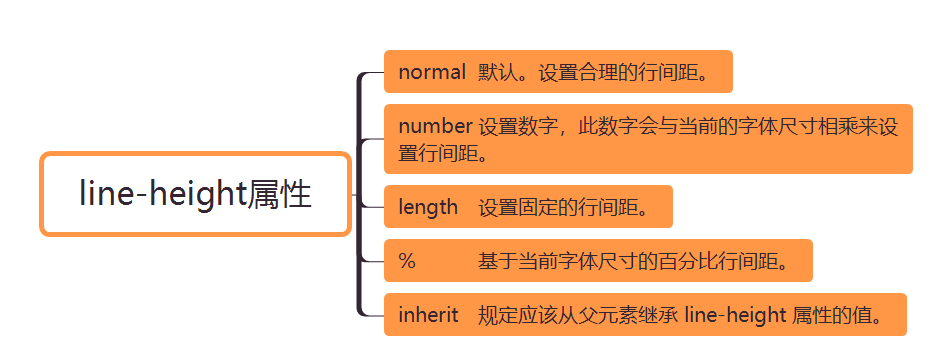 line-height属性
normal 默认。设置合理的行间距。
number 设置数字，此数字会与当前的字体尺寸相乘来设
置行间距。
length 设置固定的行间距。
% 基于当前字体尺寸的百分比行间距。
inherit 规定应该从父元素继承 line-height 属性的值。